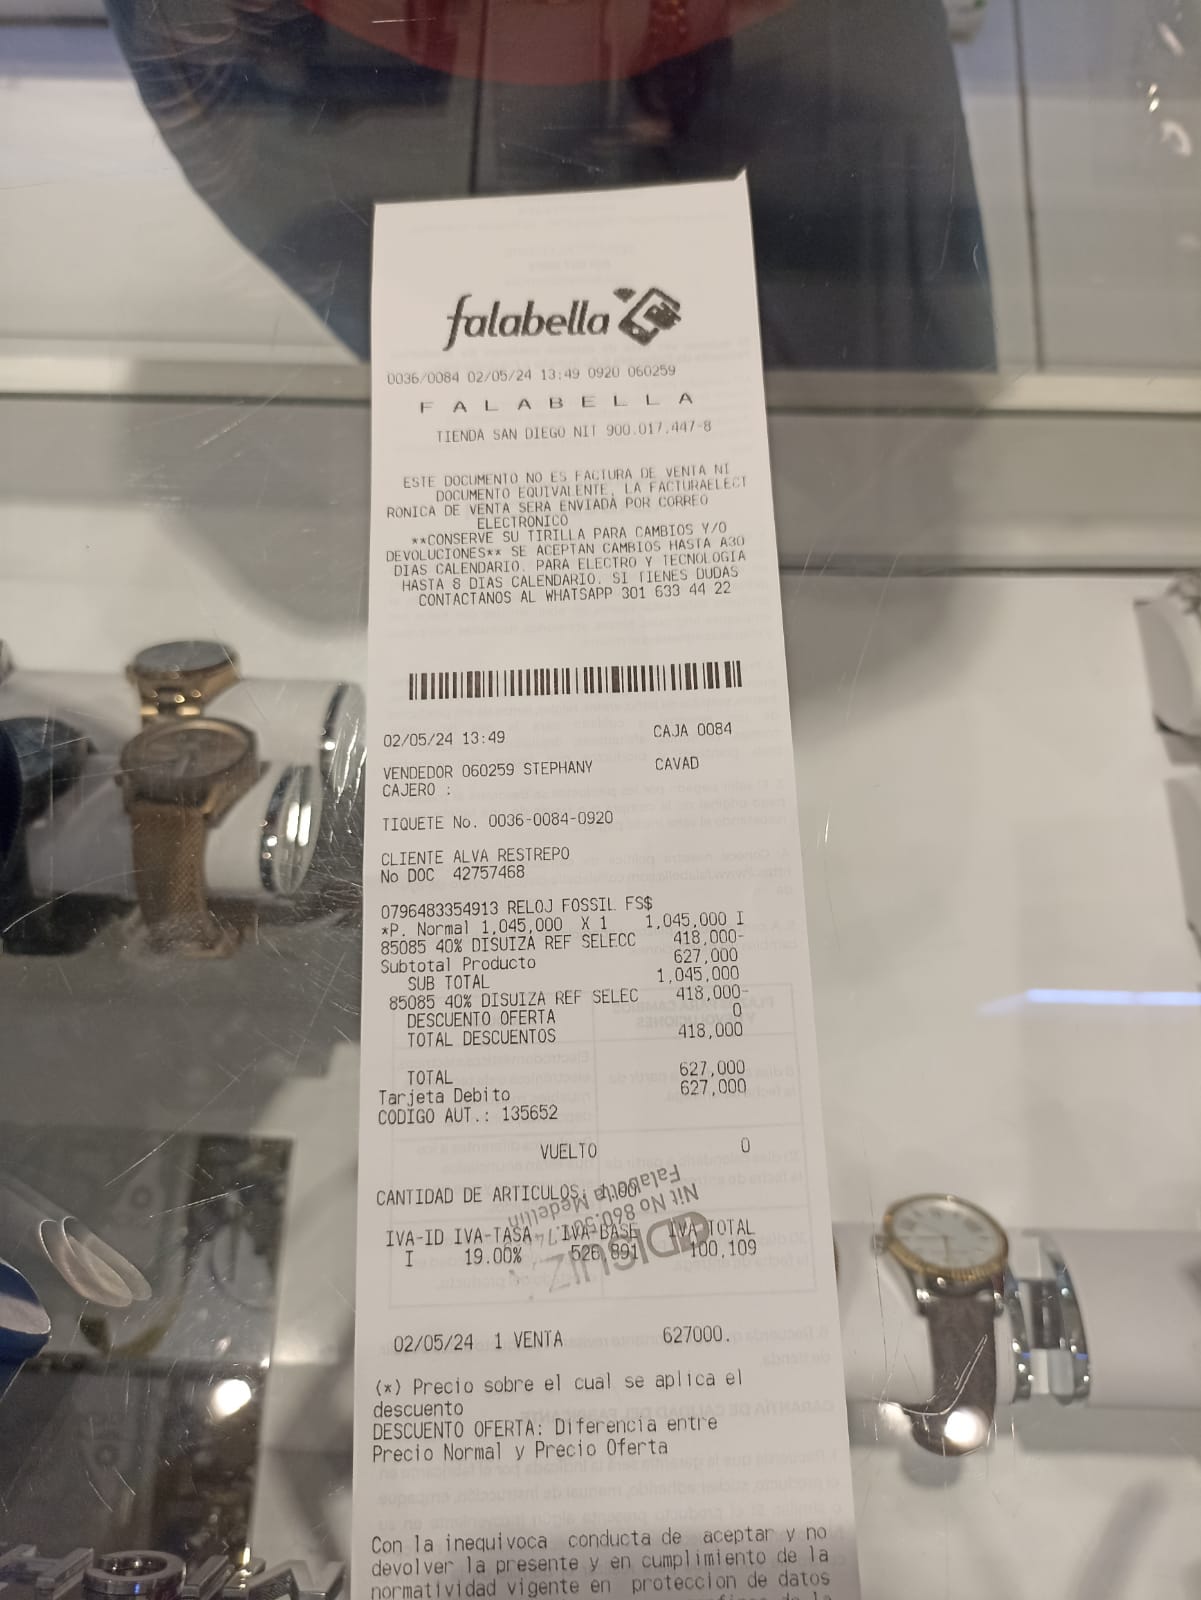 falabella
0036/0084 02/05/24 13:49 0920 060259
F A L A B E L L A
TIENDA SAN DIEGO NIT 900.017.447-8
ESTE DOCUMENTO NO ES FACTURA DE VENTA NI
DOCUMENTO EQUIVALENTE. LA FACTURAELECT
RONICA DE VENTA SERA ENVIADA POR CORREO
ELECTRONICO
**CONSERVE SU TIRILLA PARA CAMBIOS Y/O
DEVOLUCIONES** SE ACEPTAN CAMBIOS HASTA A30
DIAS CALENDARIO. PARA ELECTRO Y TECNOLOGIA
HASTA 8 DIAS CALENDARIO. SI TIENES DUDAS
CONTACTANOS AL WHATSAPP 301 633 44 22
02/05/24 13:49 CAJA 0084
VENDEDOR 060259 STEPHANY CAVAD
CAJERO :
TIQUETE No. 0036-0084-0920
CLIENTE ALVA RESTREPO
No DOC 42757468
0796483354913 RELOJ FOSSIL FS$
*P. Normal 1,045,000 X 1 1,045,000 I
85085 40% DISUIZA REF SELECC 418,000-
Subtotal Producto 627,000
SUB TOTAL 1,045,000
85085 40% DISUIZA REF SELEC 418,000-
DESCUENTO OFERTA 0
TOTAL DESCUENTOS 418,000
TOTAL 627,000
Tarjeta Debito 627,000
CODIGO AUT.: 135652
VUELTO 0
CANTIDAD DE ARTICULOS:
Falabella Medellin
Nit No 860.50
DISUIZ
IVA-ID IVA-TASA IVA-BASE IVA TOTAL
I 19.00% 526,891 100,109
02/05/24 1 VENTA 627000.
(*) Precio sobre el cual se aplica el
descuento
DESCUENTO OFERTA: Diferencia entre
Precio Normal y Precio Oferta
Con la inequivoca conducta de aceptar y no
devolver la presente y en cumplimiento de la
normatividad vigente en proteccion de datos